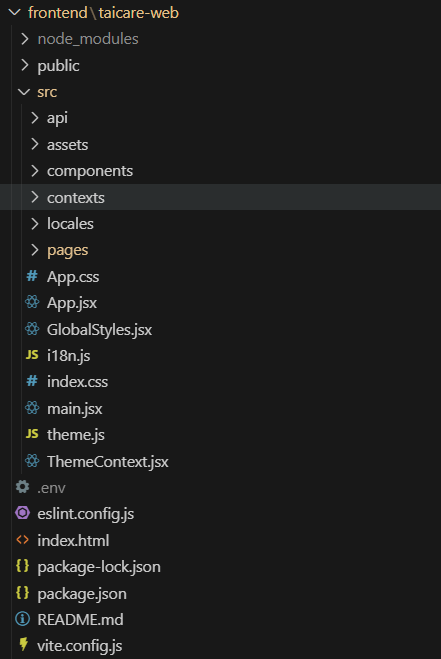 frontend\taicare-web
node_modules
public
src
api
assets
components
contexts
locales
pages
# App.css
App.jsx
GlobalStyles.jsx
JS i18n.js
# index.css
main.jsx
JS theme.js
ThemeContext.jsx
.env
eslint.config.js
<> index.html
{} package-lock.json
{} package.json
README.md
vite.config.js